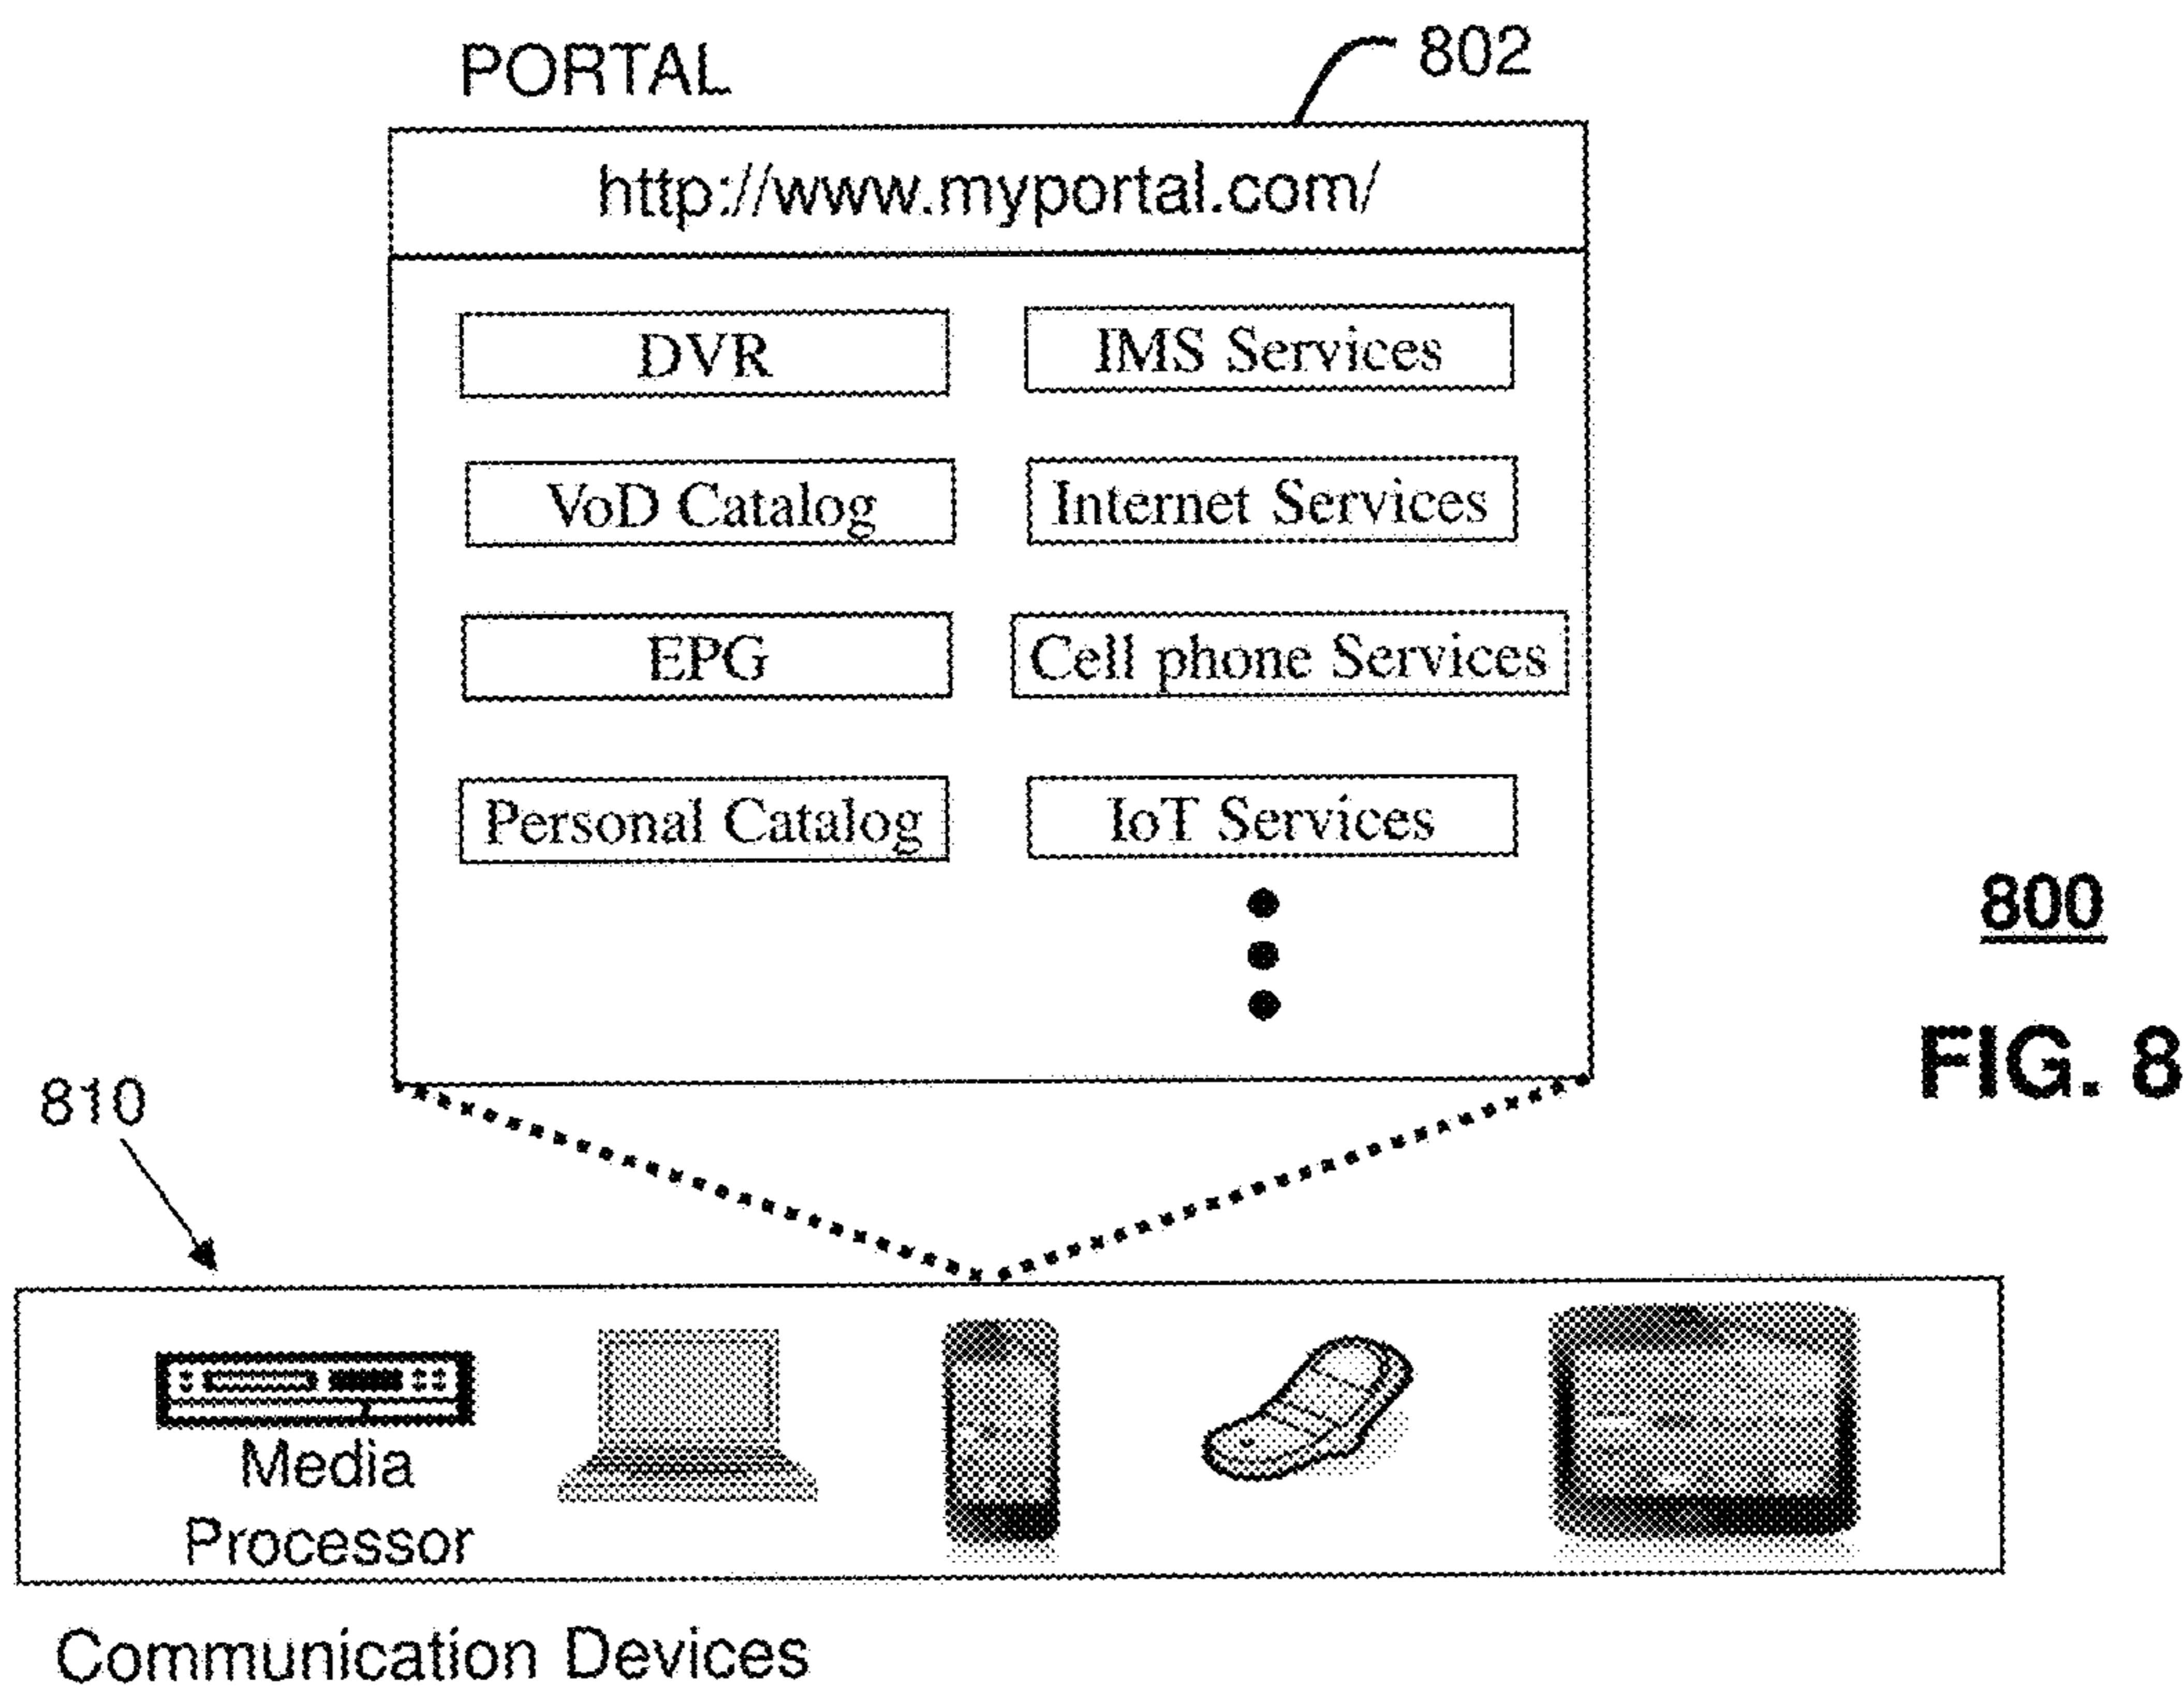 PORTAL
802
http://www.myportal.com/
DVR
IMS Services
VoD Catalog
Internet Services
EPG
Cell phone Services
Personal Catalog
IoT Services
800
FIG. 8
810
Media
Processor
Communication Devices